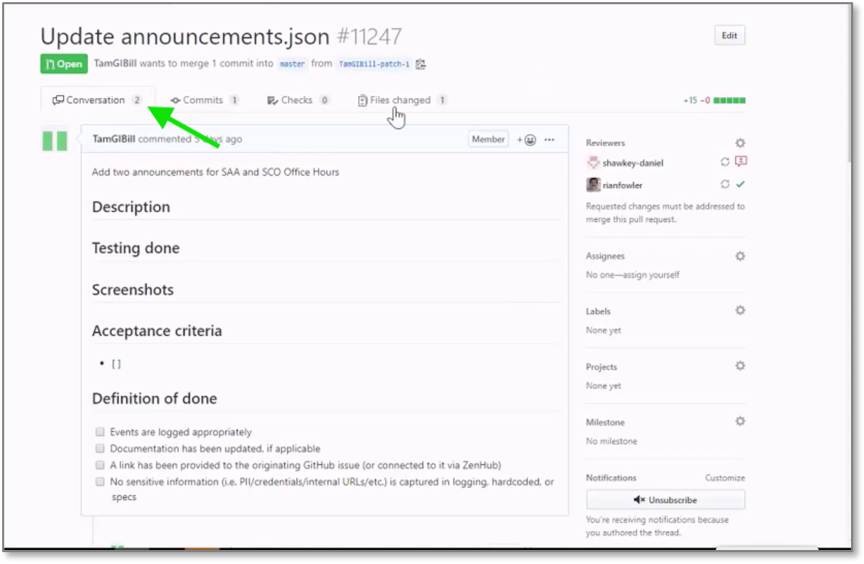 Update announcements.json #11247
Edit
Open TamGIBill wants to merge 1 commit into master from TamGIBill-patch-1
Conversation 2 Commits 1 Checks 0 Files changed 1 +15 −0
TamGIBill commented 5 days ago Member
Add two announcements for SAA and SCO Office Hours
Description
Testing done
Screenshots
Acceptance criteria
• [ ]
Definition of done
Events are logged appropriately
Documentation has been updated, if applicable
A link has been provided to the originating GitHub issue (or connected to it via ZenHub)
No sensitive information (i.e. PII/credentials/internal URLs/etc.) is captured in logging, hardcoded, or
specs
Reviewers
shawkey-daniel
rianfowler
Requested changes must be addressed to
merge this pull request.
Assignees
No one—assign yourself
Labels
None yet
Projects
None yet
Milestone
No milestone
Notifications Customize
Unsubscribe
You're receiving notifications because
you authored the thread.